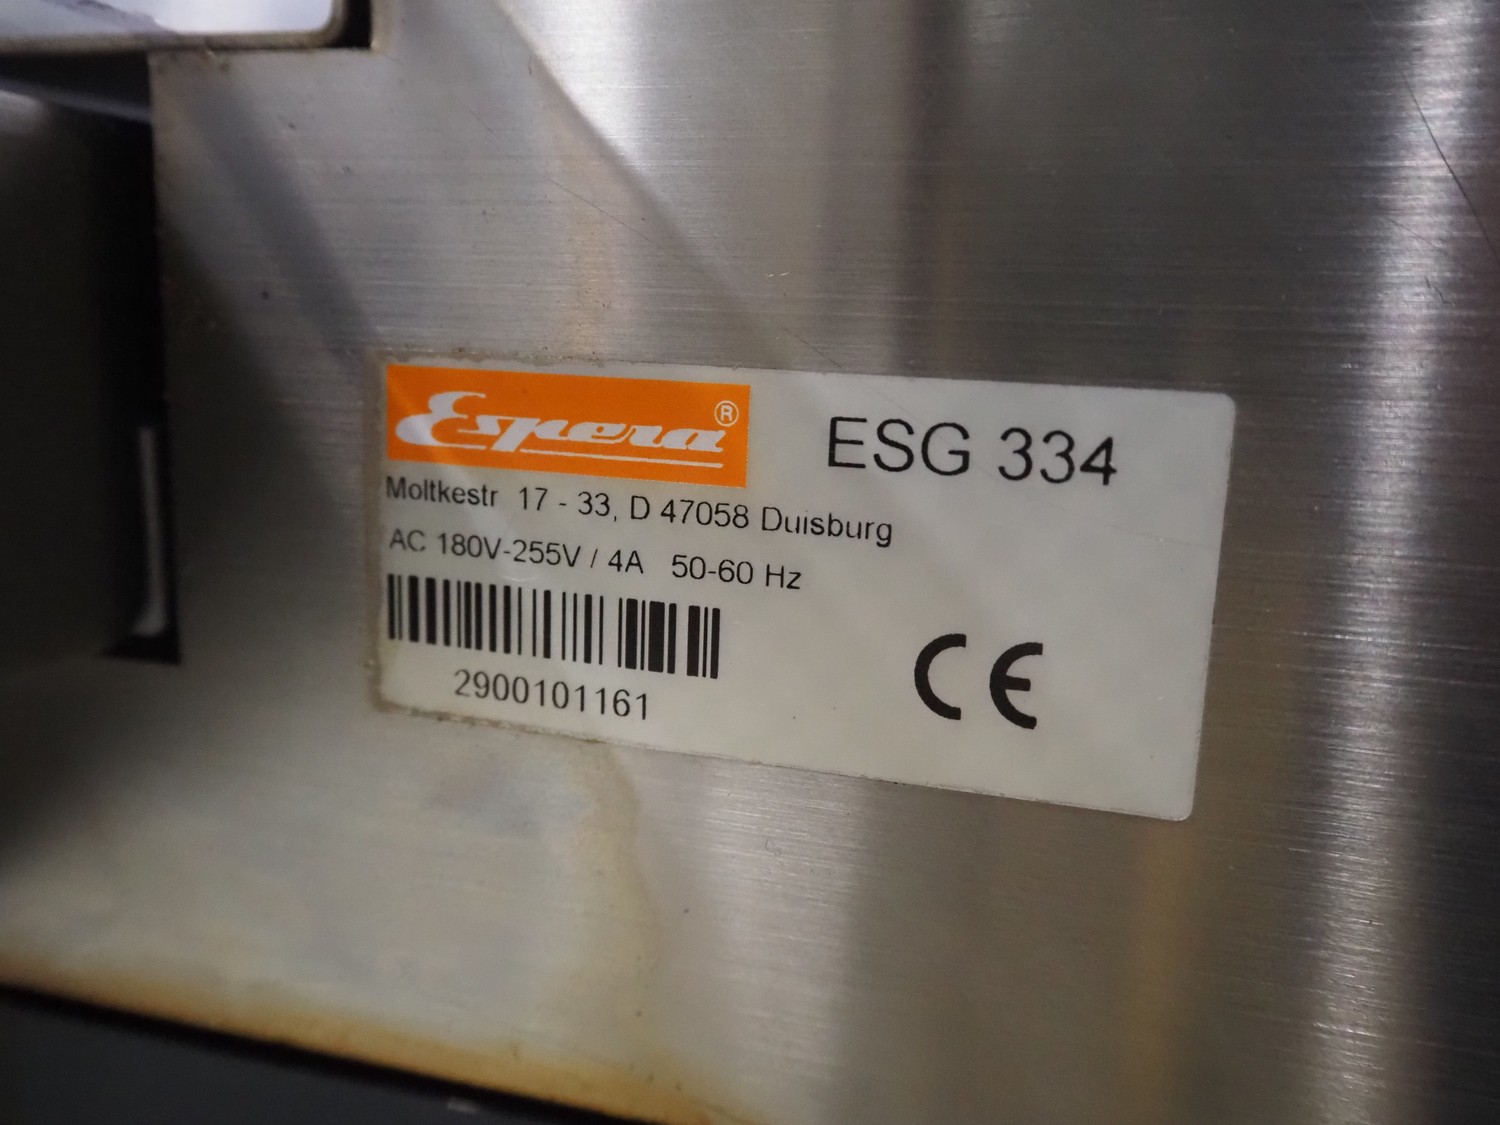 Espera®
ESG 334
Moltkestr 17 - 33, D 47058 Duisburg
AC 180V-255V / 4A 50-60 Hz
2900101161
CE